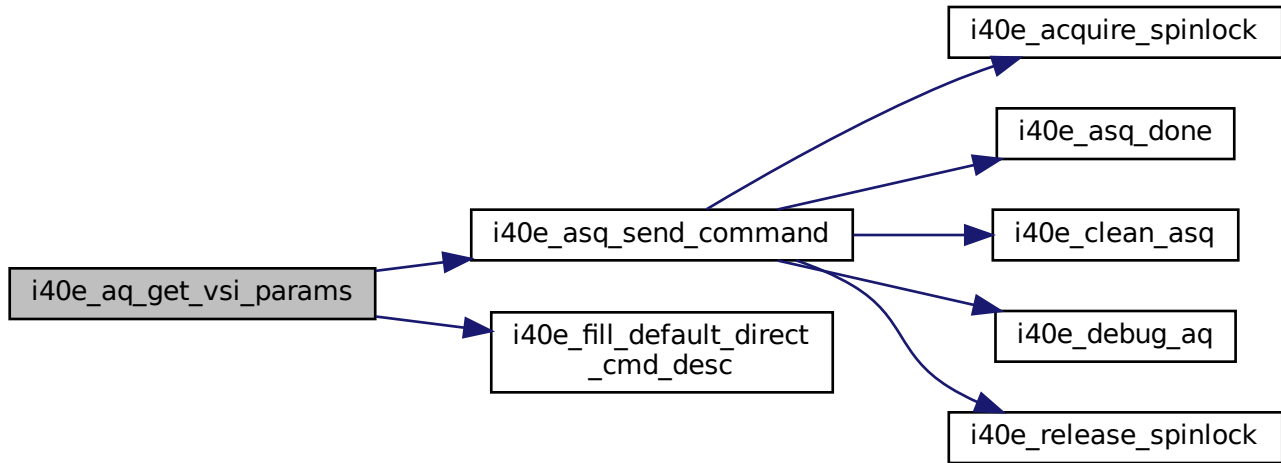 i40e_acquire_spinlock
i40e_asq_done
i40e_asq_send_command
i40e_clean_asq
i40e_aq_get_vsi_params
i40e_fill_default_direct
_cmd_desc
i40e_debug_aq
i40e_release_spinlock